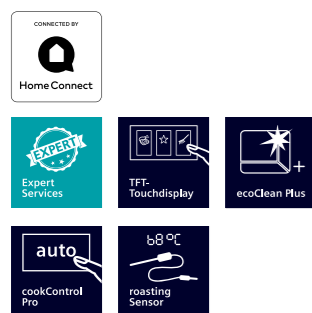 CONNECTED BY
Home Connect
EXPERT
Expert
Services
TFT-
Touchdisplay
ecoClean Plus
auto
cookControl
Pro
68°C
roasting
Sensor